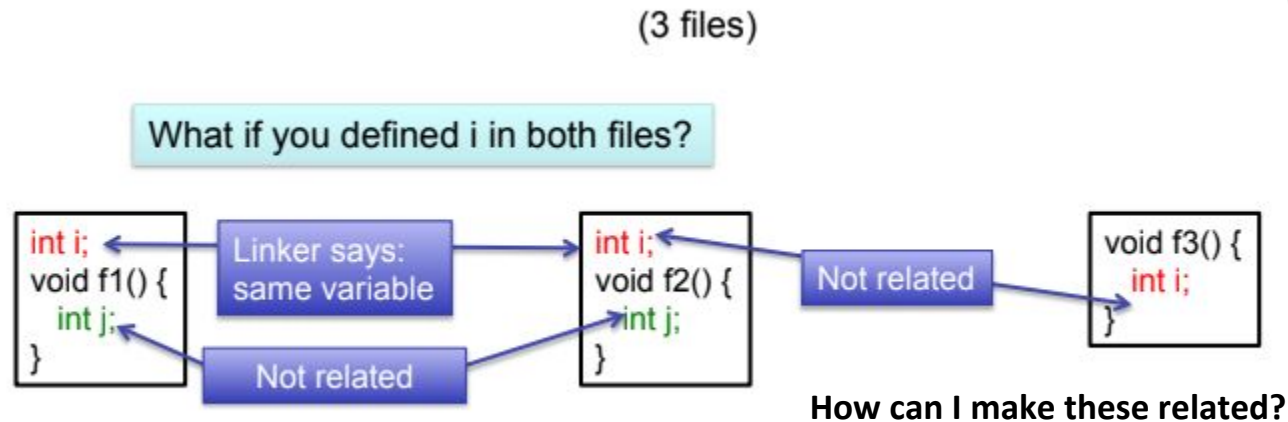 (3 files)
What if you defined i in both files?
int i;
void f1() {
int j;
}
Linker says:
same variable
Not related
int i;
void f2() {
int j;
}
Not related
void f3() {
int i;
}
How can I make these related?